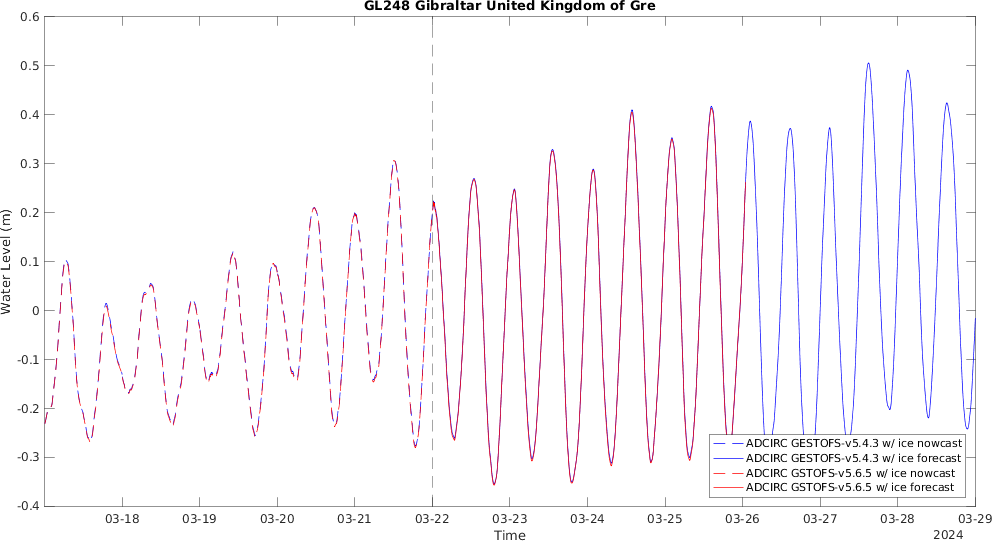 GL248 Gibraltar United Kingdom of Gre
0.6
0.5
0.4
0.3
0.2
0.1
0
-0.1
-0.2
-0.3
-0.4
Water Level (m)
ADCIRC GESTOFS-v5.4.3 w/ ice nowcast
ADCIRC GESTOFS-v5.4.3 w/ ice forecast
ADCIRC GSTOFS-v5.6.5 w/ ice nowcast
ADCIRC GSTOFS-v5.6.5 w/ ice forecast
03-18 03-19 03-20 03-21 03-22 03-23 03-24 03-25 03-26 03-27 03-28 03-29
Time
2024